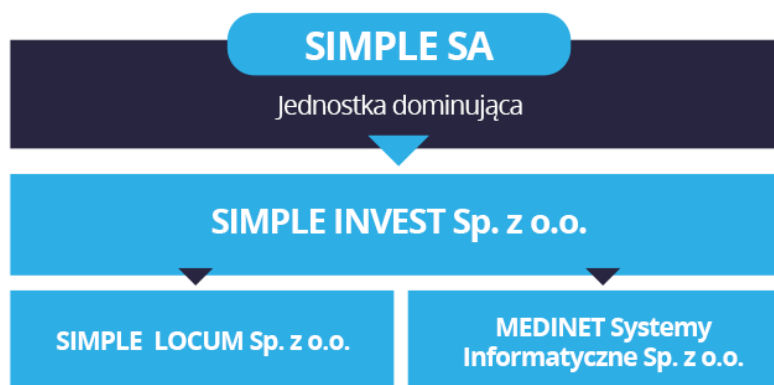 SIMPLE SA
Jednostka dominująca
SIMPLE INVEST Sp. z o.o.
SIMPLE LOCUM Sp. z o.o.
MEDINET Systemy
Informatyczne Sp. z o.o.